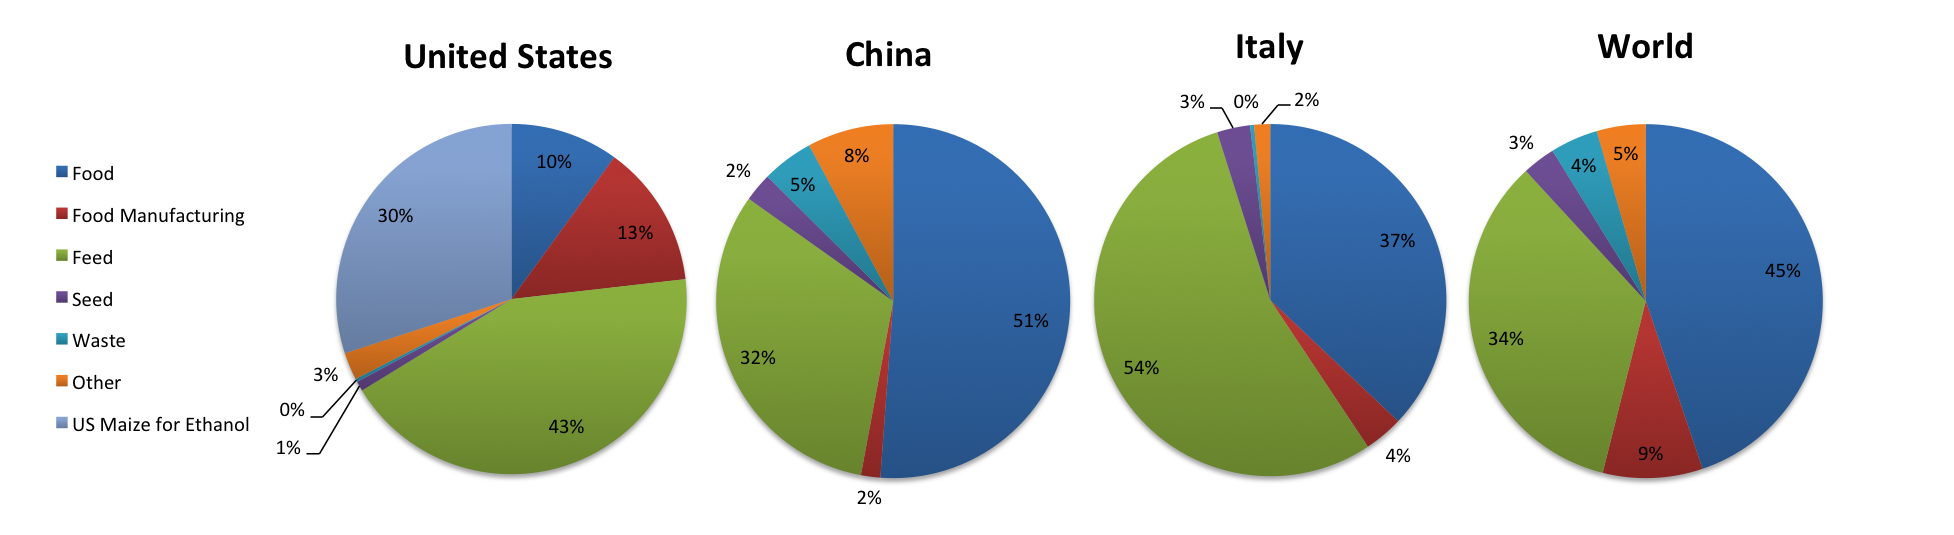 United States
China
Italy
World
Food
Food Manufacturing
Feed
Seed
Waste
Other
US Maize for Ethanol
10%
13%
43%
1%
0%
3%
30%
51%
2%
32%
2%
5%
8%
37%
4%
54%
3%
0%
2%
45%
9%
34%
3%
4%
5%